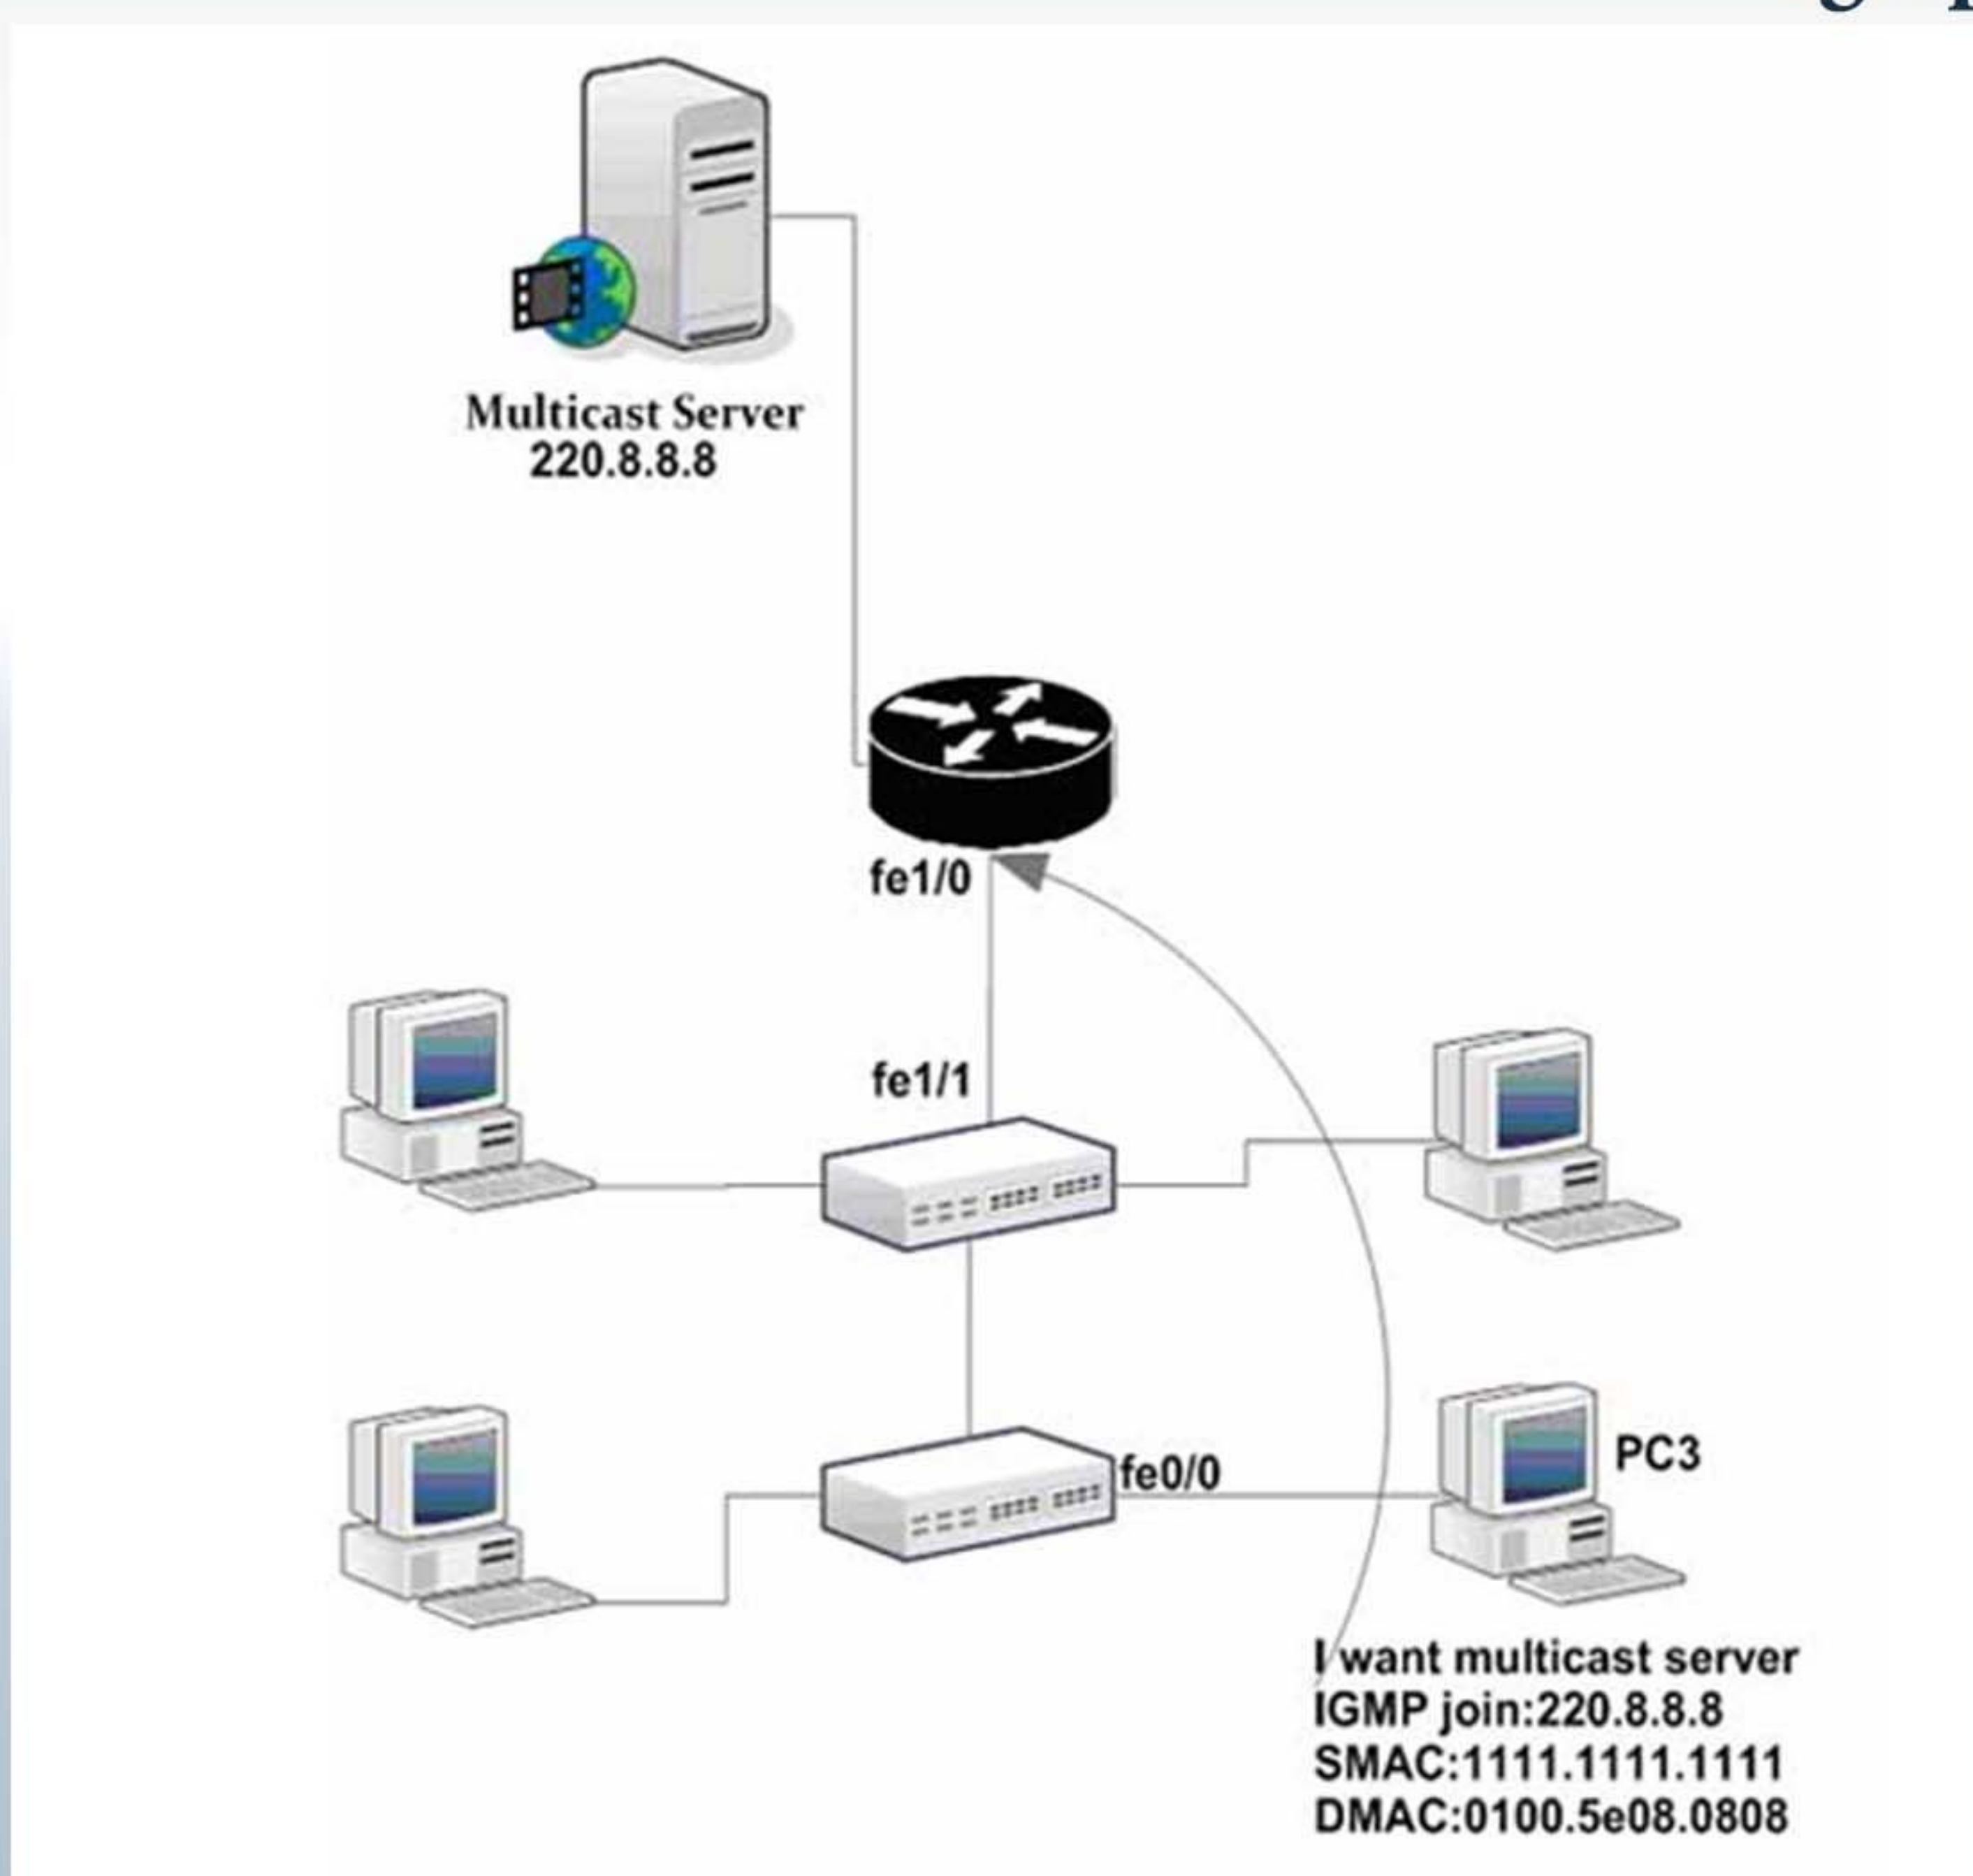 Multicast Server
220.8.8.8
fe1/0
fe1/1
fe0/0
PC3
I want multicast server
IGMP join:220.8.8.8
SMAC:1111.1111.1111
DMAC:0100.5e08.0808